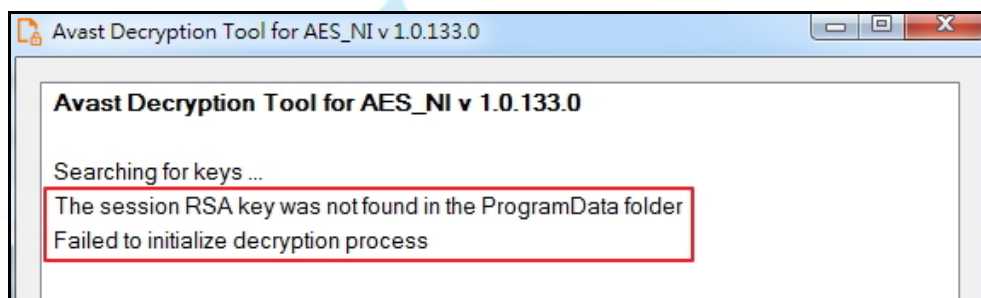 Avast Decryption Tool for AES_NI v 1.0.133.0
Avast Decryption Tool for AES_NI v 1.0.133.0
Searching for keys ...
The session RSA key was not found in the ProgramData folder
Failed to initialize decryption process